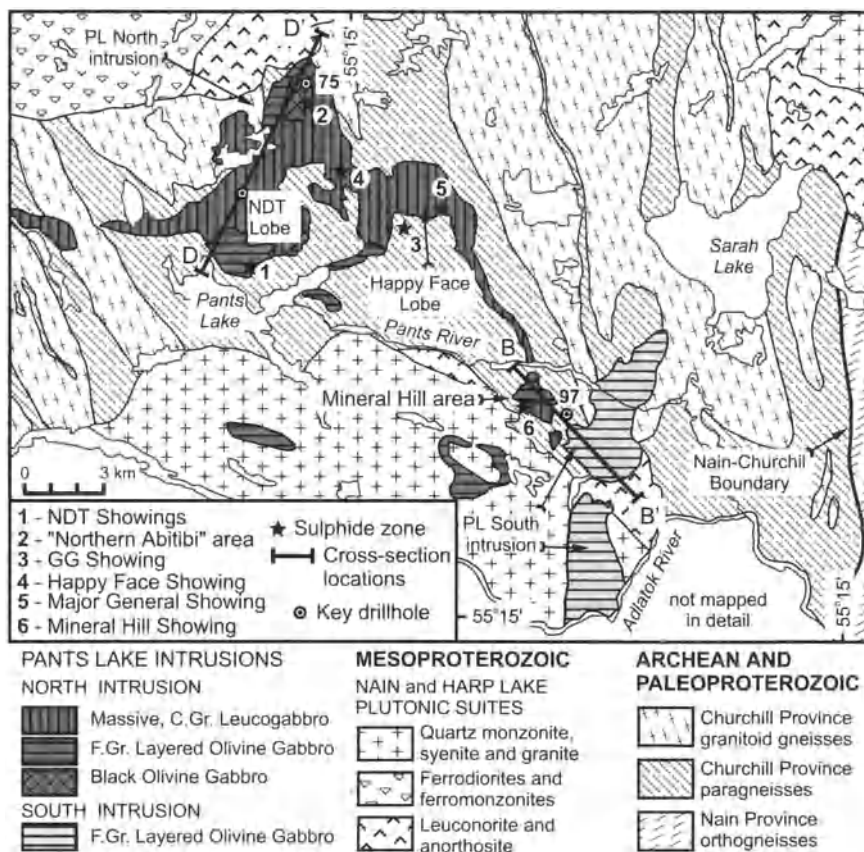 PL North
intrusion
D
55°15'
75
2
4
5
NDT
Lobe
3
D
1
Pants
Lake
Happy Face
Lobe
Sarah
Lake
Pants River
B
Mineral Hill area
97
6
0 3 km
Nain-Churchil
Boundary
PL South
intrusion
B'
Adlatok River
not mapped
in detail
55°15'
55°15'
1 - NDT Showings
2 - "Northern Abitibi" area
3 - GG Showing
4 - Happy Face Showing
5 - Major General Showing
6 - Mineral Hill Showing
Sulphide zone
Cross-section
locations
Key drillhole
PANTS LAKE INTRUSIONS
NORTH INTRUSION
Massive, C.Gr. Leucogabbro
F.Gr. Layered Olivine Gabbro
Black Olivine Gabbro
SOUTH INTRUSION
F.Gr. Layered Olivine Gabbro
MESOPROTEROZOIC
NAIN and HARP LAKE
PLUTONIC SUITES
Quartz monzonite,
syenite and granite
Ferrodiorites and
ferromonzonites
Leuconorite and
anorthosite
ARCHEAN AND
PALEOPROTEROZOIC
Churchill Province
granitoid gneisses
Churchill Province
paragneisses
Nain Province
orthogneisses